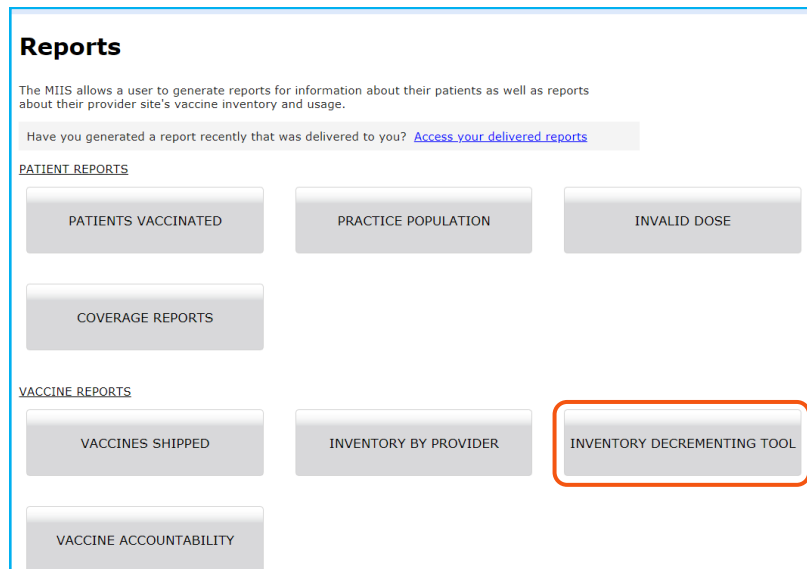 Reports
The MIIS allows a user to generate reports for information about their patients as well as reports
about their provider site's vaccine inventory and usage.
Have you generated a report recently that was delivered to you? Access your delivered reports
PATIENT REPORTS
PATIENTS VACCINATED PRACTICE POPULATION INVALID DOSE
COVERAGE REPORTS
VACCINE REPORTS
VACCINES SHIPPED INVENTORY BY PROVIDER INVENTORY DECREMENTING TOOL
VACCINE ACCOUNTABILITY